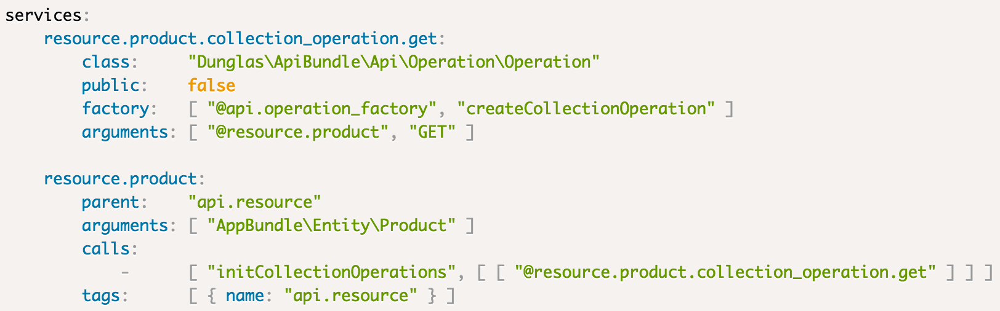 services:
    resource.product.collection_operation.get:
        class:     "Dunglas\ApiBundle\Api\Operation\Operation"
        public:    false
        factory:   [ "@api.operation_factory", "createCollectionOperation" ]
        arguments: [ "@resource.product", "GET" ]

    resource.product:
        parent:    "api.resource"
        arguments: [ "AppBundle\Entity\Product" ]
        calls:
            -      [ "initCollectionOperations", [ [ "@resource.product.collection_operation.get" ] ] ]
        tags:      [ { name: "api.resource" } ]